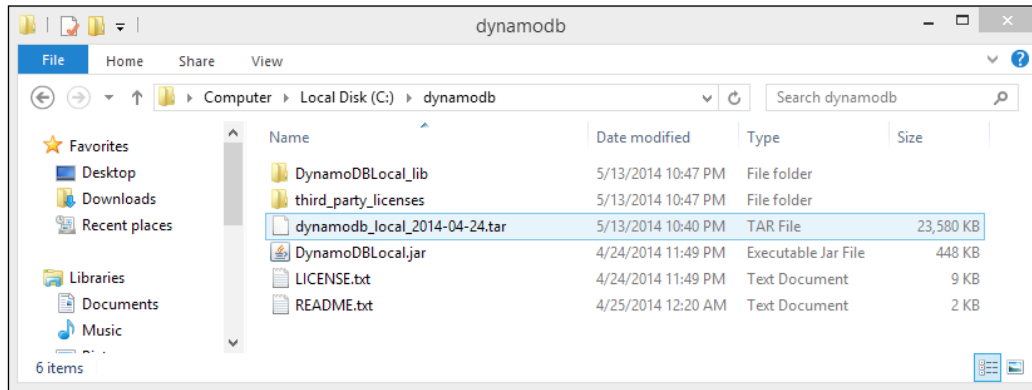 dynamodb
File Home Share View
Computer Local Disk (C:) dynamodb Search dynamodb
Favorites
Desktop
Downloads
Recent places
Libraries
Documents
Music
Name Date modified Type Size
DynamoDBLocal_lib 5/13/2014 10:47 PM File folder
third_party_licenses 5/13/2014 10:47 PM File folder
dynamodb_local_2014-04-24.tar 5/13/2014 10:40 PM TAR File 23,580 KB
DynamoDBLocal.jar 4/24/2014 11:49 PM Executable Jar File 448 KB
LICENSE.txt 4/24/2014 11:49 PM Text Document 9 KB
README.txt 4/25/2014 12:20 AM Text Document 2 KB
6 items